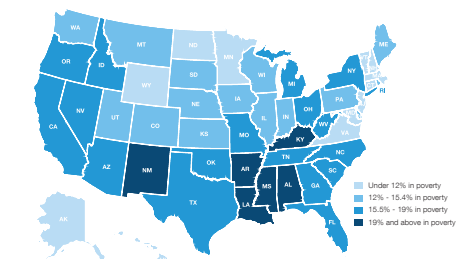 WA
MT
ND
MN
ME
OR
ID
SD
WI
MI
NY
WY
IA
PA
RI
NE
NV
UT
CO
IL
IN
OH
CA
KS
MO
WV
VA
KY
AZ
NM
OK
AR
TN
NC
SC
MS
AL
GA
TX
LA
FL
AK
Under 12% in poverty
12% - 15.4% in poverty
15.5% - 19% in poverty
19% and above in poverty